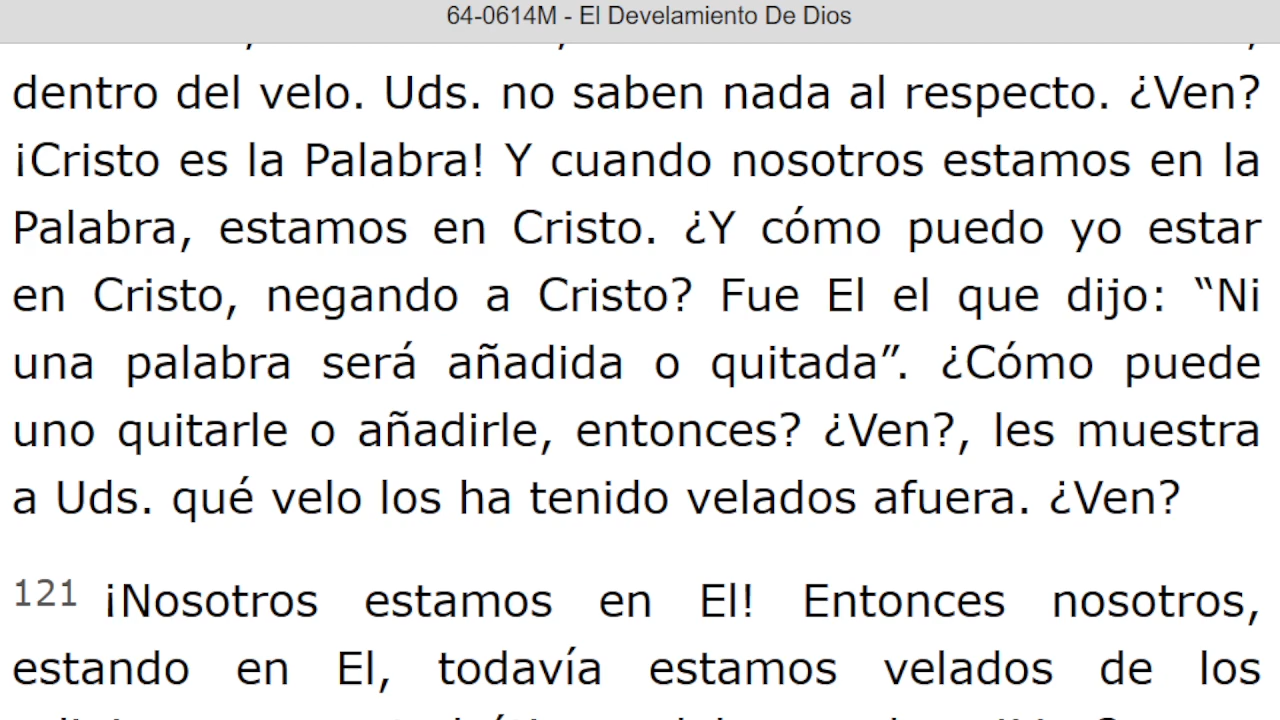 64-0614M - El Develamiento De Dios
dentro del velo. Uds. no saben nada al respecto. ¿Ven?
¡Cristo es la Palabra! Y cuando nosotros estamos en la
Palabra, estamos en Cristo. ¿Y cómo puedo yo estar
en Cristo, negando a Cristo? Fue El el que dijo: “Ni
una palabra será añadida o quitada”. ¿Cómo puede
uno quitarle o añadirle, entonces? ¿Ven?, les muestra
a Uds. qué velo los ha tenido velados afuera. ¿Ven?
121 ¡Nosotros estamos en El! Entonces nosotros,
estando en El, todavía estamos velados de los